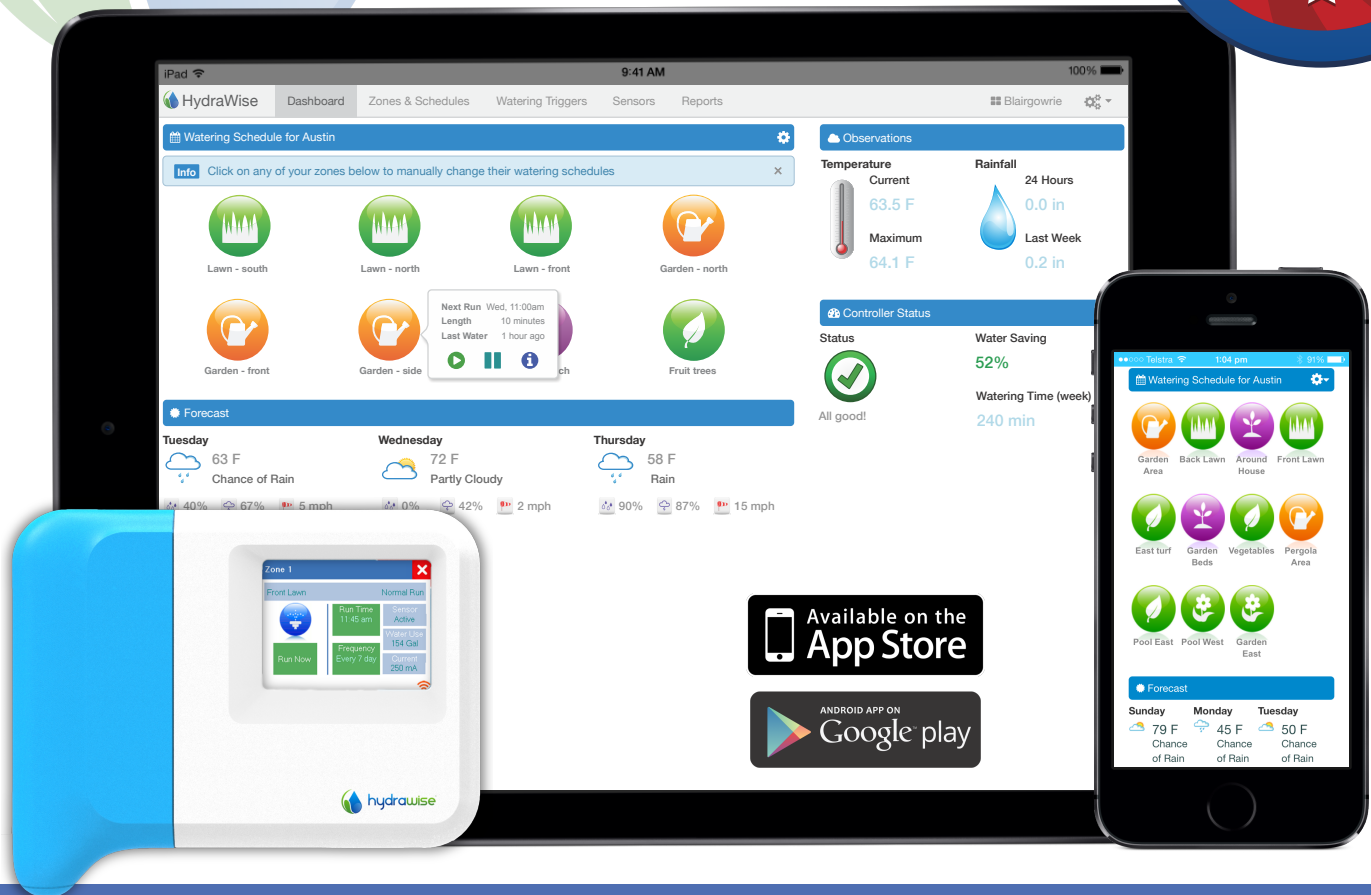 iPad 9:41 AM 100%
HydraWise Dashboard Zones & Schedules Watering Triggers Sensors Reports Blairgowrie
Watering Schedule for Austin
Info Click on any of your zones below to manually change their watering schedules ×
Lawn - south Lawn - north Lawn - front Garden - north
Next Run Wed, 11:00am
Length 10 minutes
Last Water 1 hour ago
Garden - front Garden - side ch Fruit trees
Observations
Temperature Rainfall
Current 24 Hours
63.5 F 0.0 in
Maximum Last Week
64.1 F 0.2 in
Controller Status
Status Water Saving
52%
Watering Time (week)
All good! 240 min
Forecast
Tuesday Wednesday Thursday
63 F 72 F 58 F
Chance of Rain Partly Cloudy Rain
40% 67% 5 mph 0% 42% 2 mph 90% 87% 15 mph
Zone 1
Front Lawn Normal Run
Run Time Sensor
11:45 am Active
Water Use
154 Gal
Frequency
Every 7 day
Run Now
Current
250 mA
hydrawise
Available on the
App Store
ANDROID APP ON
Google play
Telstra 1:04 pm 91%
Watering Schedule for Austin
Garden Back Lawn Around Front Lawn
Area House
East turf Garden Vegetables Pergola
Beds Area
Pool East Pool West Garden
East
Forecast
Sunday Monday Tuesday
79 F 45 F 50 F
Chance Chance Chance
of Rain of Rain of Rain